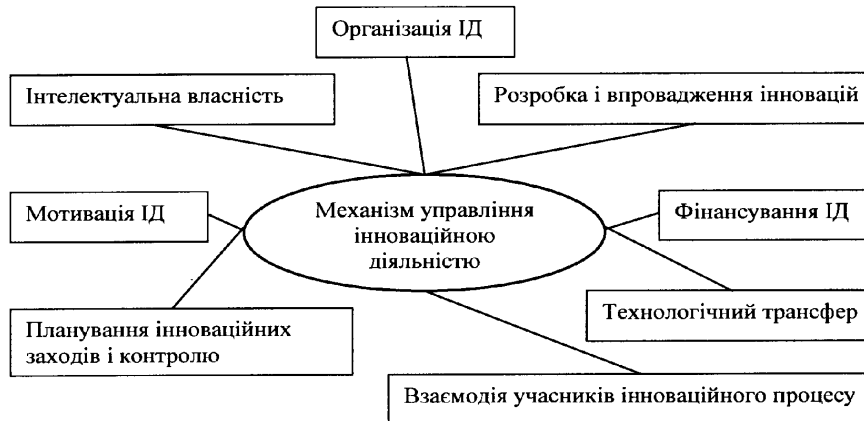 Організація ІД
Інтелектуальна власність
Розробка і впровадження інновацій
Мотивація ІД
Механізм управління
інноваційною
діяльністю
Фінансування ІД
Планування інноваційних
заходів і контролю
Технологічний трансфер
Взаємодія учасників інноваційного процесу